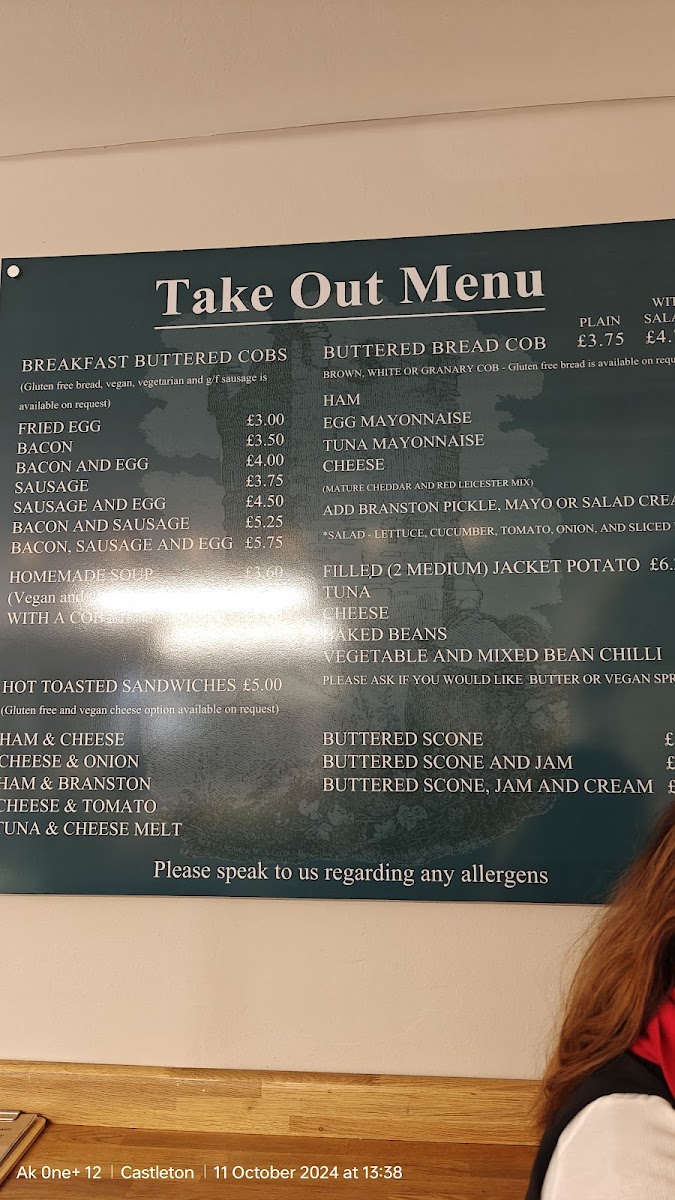 Take Out Menu
BREAKFAST BUTTERED COBS
(Gluten free bread, vegan, vegetarian and g/f sausage is
available on request)
FRIED EGG £3.00
BACON £3.50
BACON AND EGG £4.00
SAUSAGE £3.75
SAUSAGE AND EGG £4.50
BACON AND SAUSAGE £5.25
BACON, SAUSAGE AND EGG £5.75
HOMEMADE SOUP £3.60
(Vegan and
WITH A COB
HOT TOASTED SANDWICHES £5.00
(Gluten free and vegan cheese option available on request)
HAM & CHEESE
CHEESE & ONION
HAM & BRANSTON
CHEESE & TOMATO
TUNA & CHEESE MELT
PLAIN
BUTTERED BREAD COB £3.75
BROWN, WHITE OR GRANARY COB - Gluten free bread is available on
HAM
EGG MAYONNAISE
TUNA MAYONNAISE
CHEESE
(MATURE CHEDDAR AND RED LEICESTER MIX)
ADD BRANSTON PICKLE, MAYO OR SALAD
*SALAD - LETTUCE, CUCUMBER, TOMATO, ONION, AND SLICED
FILLED (2 MEDIUM) JACKET POTATO
TUNA
CHEESE
BAKED BEANS
VEGETABLE AND MIXED BEAN CHILLI
PLEASE ASK IF YOU WOULD LIKE BUTTER OR VEGAN
BUTTERED SCONE £
BUTTERED SCONE AND JAM £
BUTTERED SCONE, JAM AND CREAM £
Please speak to us regarding any allergens
Ak One+ 12 | Castleton | 11 October 2024 at 13:38